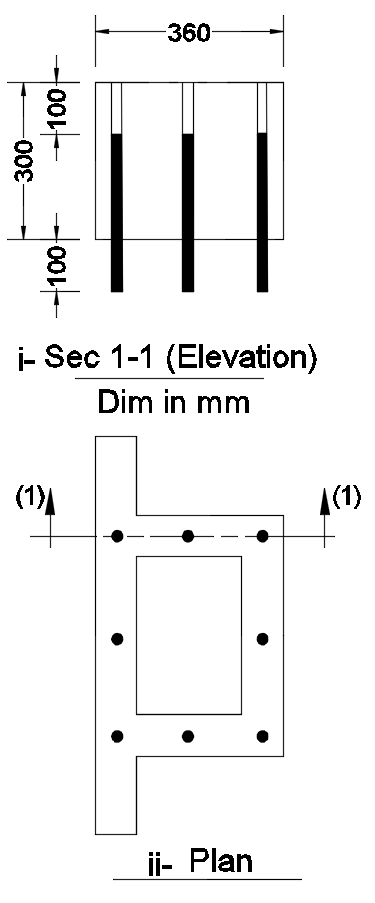 360
100
300
100
i- Sec 1-1 (Elevation)
Dim in mm
(1) (1)
ii- Plan